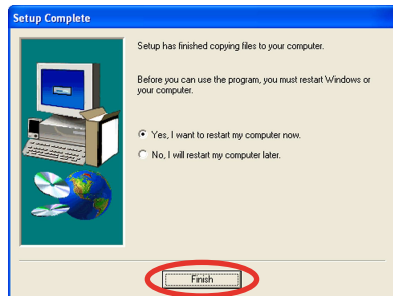 Setup Complete
Setup has finished copying files to your computer.
Before you can use the program, you must restart Windows or
your computer.
Yes, I want to restart my computer now.
No, I will restart my computer later.
Finish